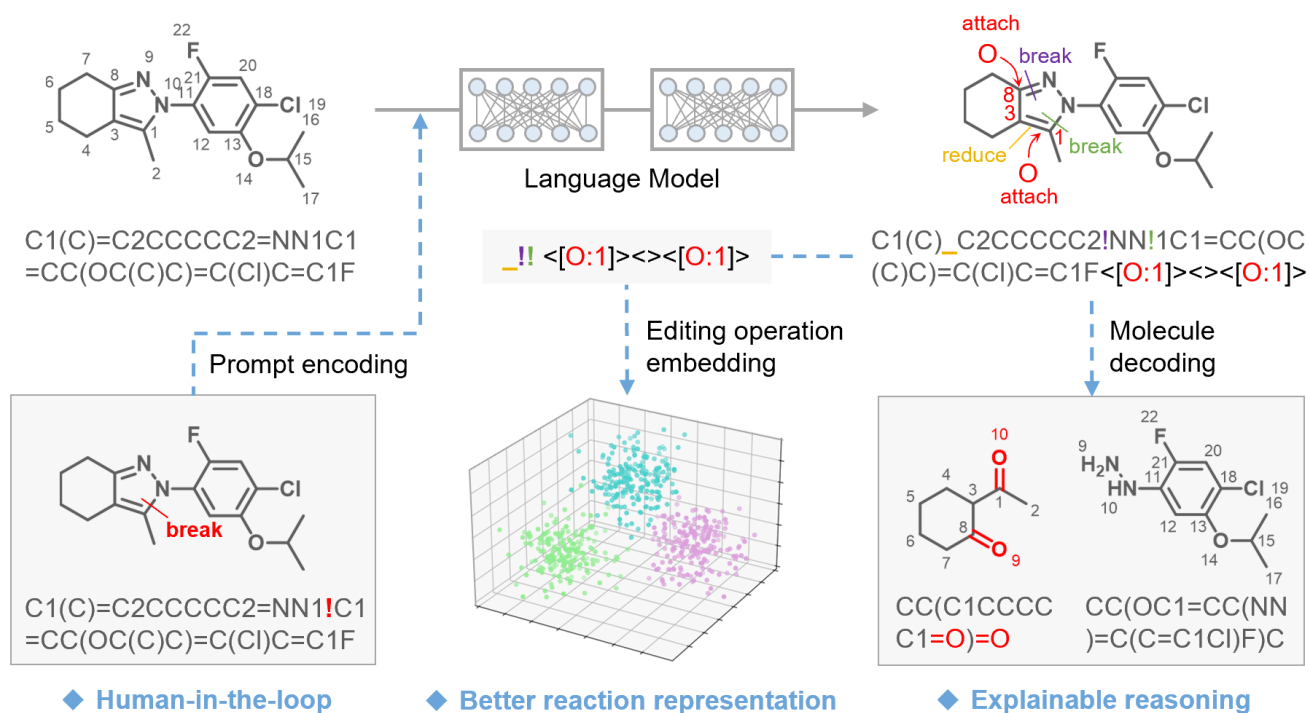 22
F
7
9
N
8
6
10
21
20
11
18
Cl
19
16
N
5
3
1
12
13
15
4
O
2
14
17
C1(C)=C2CCCCC2=NN1C1
=CC(OC(C)C)=C(Cl)C=C1F
Language Model
attach
O
break
F
8
N
N
Cl
3
1
reduce
break
O
O
attach
_!! <[O:1]><><[O:1]>
C1(C)_C2CCCCC2!NN!1C1=CC(OC
(C)C)=C(Cl)C=C1F<[O:1]><><[O:1]>
Prompt encoding
Editing operation
embedding
Molecule
decoding
F
N
N
Cl
break
O
C1(C)=C2CCCCC2=NN1!C1
=CC(OC(C)C)=C(Cl)C=C1F
10
O
4
3
5
1
2
8
6
O
7
9
22
F
9
H2N
20
21
11
18
Cl
19
HN
10
16
12
13
15
O
14
17
CC(C1CCCC
C1=O)=O
CC(OC1=CC(NN
)=C(C=C1Cl)F)C
Human-in-the-loop
Better reaction representation
Explainable reasoning